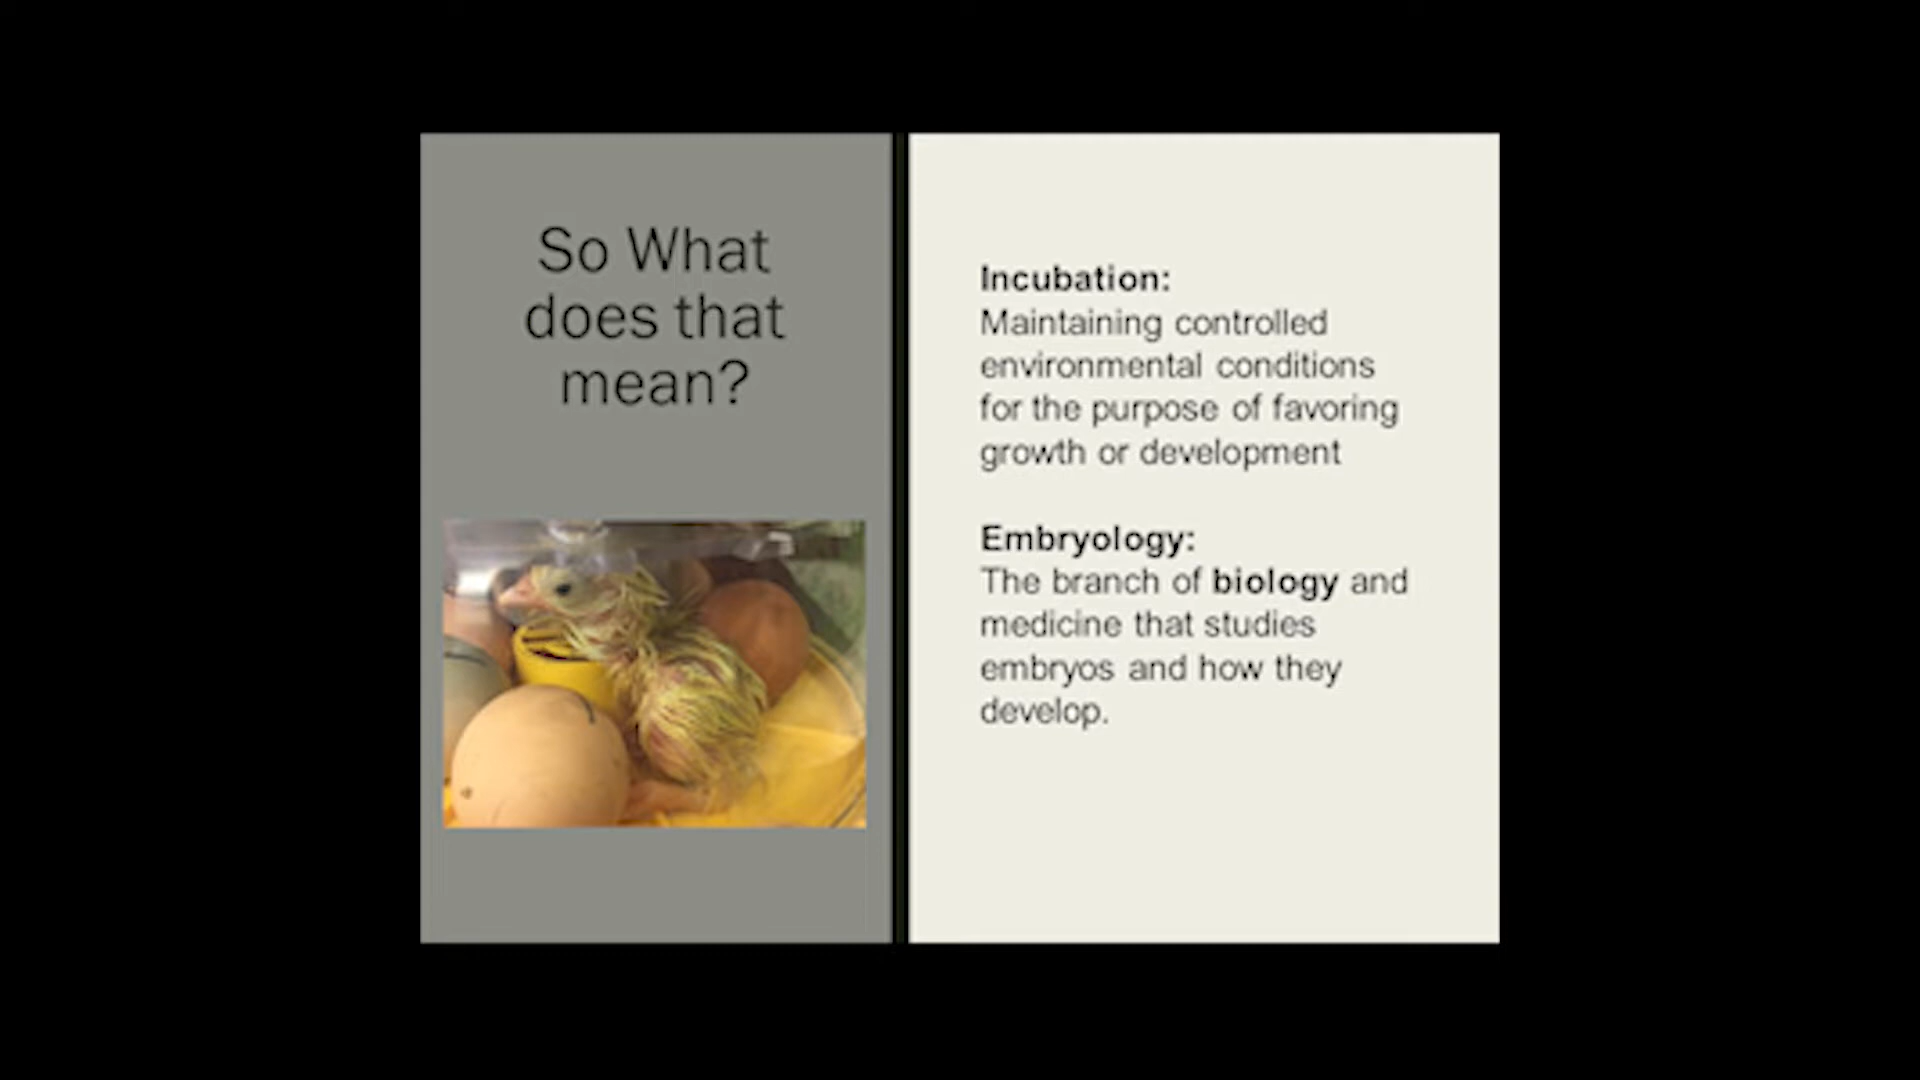 So What
does that
mean?
Incubation:
Maintaining controlled
environmental conditions
for the purpose of favoring
growth or development
Embryology:
The branch of biology and
medicine that studies
embryos and how they
develop.